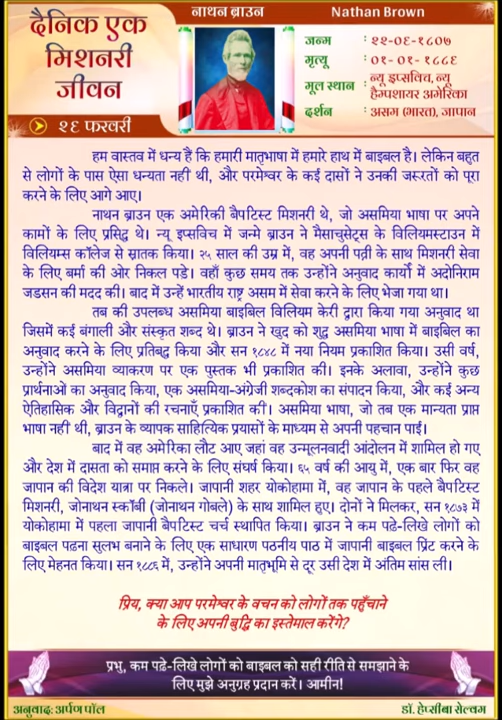 दैनिक एक
मिशनरी
जीवन
२६ फरवरी
नाथन ब्राउन
Nathan Brown
जन्म : २२-०६-१८०७
मृत्यू : ०१-०१-१८८६
मूल स्थान : न्यू इप्सविच, न्यू
हैम्पशायर अमेरिका
दर्शन : असम (भारत), जापान
हम वास्तव में धन्य हैं कि हमारी मातृभाषा में हमारे हाथ में बाइबल है। लेकिन बहुत
से लोगों के पास ऐसा धन्यता नही थी, और परमेश्वर के कई दासों ने उनकी जरूरतों को पूरा
करने के लिए आगे आए।
नाथन ब्राउन एक अमेरिकी बैपटिस्ट मिशनरी थे, जो असमिया भाषा पर अपने
कामों के लिए प्रसिद्ध थे। न्यू इप्सविच में जन्मे ब्राउन ने मैसाचुसेट्स के विलियमस्टाउन में
विलियम्स कॉलेज से स्नातक किया। २५ साल की उम्र में, वह अपनी पत्नी के साथ मिशनरी सेवा
के लिए बर्मा की ओर निकल पडे। वहाँ कुछ समय तक उन्होंने अनुवाद कार्यो में अदोनिराम
जडसन की मदद की। बाद में उन्हें भारतीय राष्ट्र असम में सेवा करने के लिए भेजा गया था।
तब की उपलब्ध असमिया बाइबिल विलियम केरी द्वारा किया गया अनुवाद था
जिसमें कई बंगाली और संस्कृत शब्द थे। ब्राउन ने खुद को शुद्ध असमिया भाषा में बाइबिल का
अनुवाद करने के लिए प्रतिबद्ध किया और सन १८४८ में नया नियम प्रकाशित किया। उसी वर्ष,
उन्होंने असमिया व्याकरण पर एक पुस्तक भी प्रकाशित की। इनके अलावा, उन्होंने कुछ
प्रार्थनाओं का अनुवाद किया, एक असमिया-अंग्रेजी शब्दकोश का संपादन किया, और कई अन्य
ऐतिहासिक और विद्वानों की रचनाएँ प्रकाशित की। असमिया भाषा, जो तब एक मान्यता प्राप्त
भाषा नहीं थी, ब्राउन के व्यापक साहित्यिक प्रयासों के माध्यम से अपनी पहचान पाई।
बाद में वह अमेरिका लौट आए जहां वह उन्मूलनवादी आंदोलन में शामिल हो गए
और देश में दासता को समाप्त करने के लिए संघर्ष किया। ६५ वर्ष की आयु में, एक बार फिर वह
जापान की विदेश यात्रा पर निकले। जापानी शहर योकोहामा में, वह जापान के पहले बैपटिस्ट
मिशनरी, जोनाथन स्कॉबी (जोनाथन गोबले) के साथ शामिल हुए। दोनों ने मिलकर, सन १८७३ में
योकोहामा में पहला जापानी बैपटिस्ट चर्च स्थापित किया। ब्राउन ने कम पढे-लिखे लोगों को
बाइबल पढना सुलभ बनाने के लिए एक साधारण पठनीय पाठ में जापानी बाइबल प्रिंट करने के
लिए मेहनत किया। सन १८८६ में, उन्होंने अपनी मातृभूमि से दूर उसी देश में अंतिम सांस ली।
प्रिय, क्या आप परमेश्वर के वचन को लोगों तक पहुँचाने
के लिए अपनी बुद्धि का इस्तेमाल करेंगे?
प्रभु, कम पढे-लिखे लोगों को बाइबल को सही रीति से समझाने के
लिए मुझे अनुग्रह प्रदान करें। आमीन!
अनुवाद: अर्पण पॉल
डॉ. हेप्सीबा सेल्वम